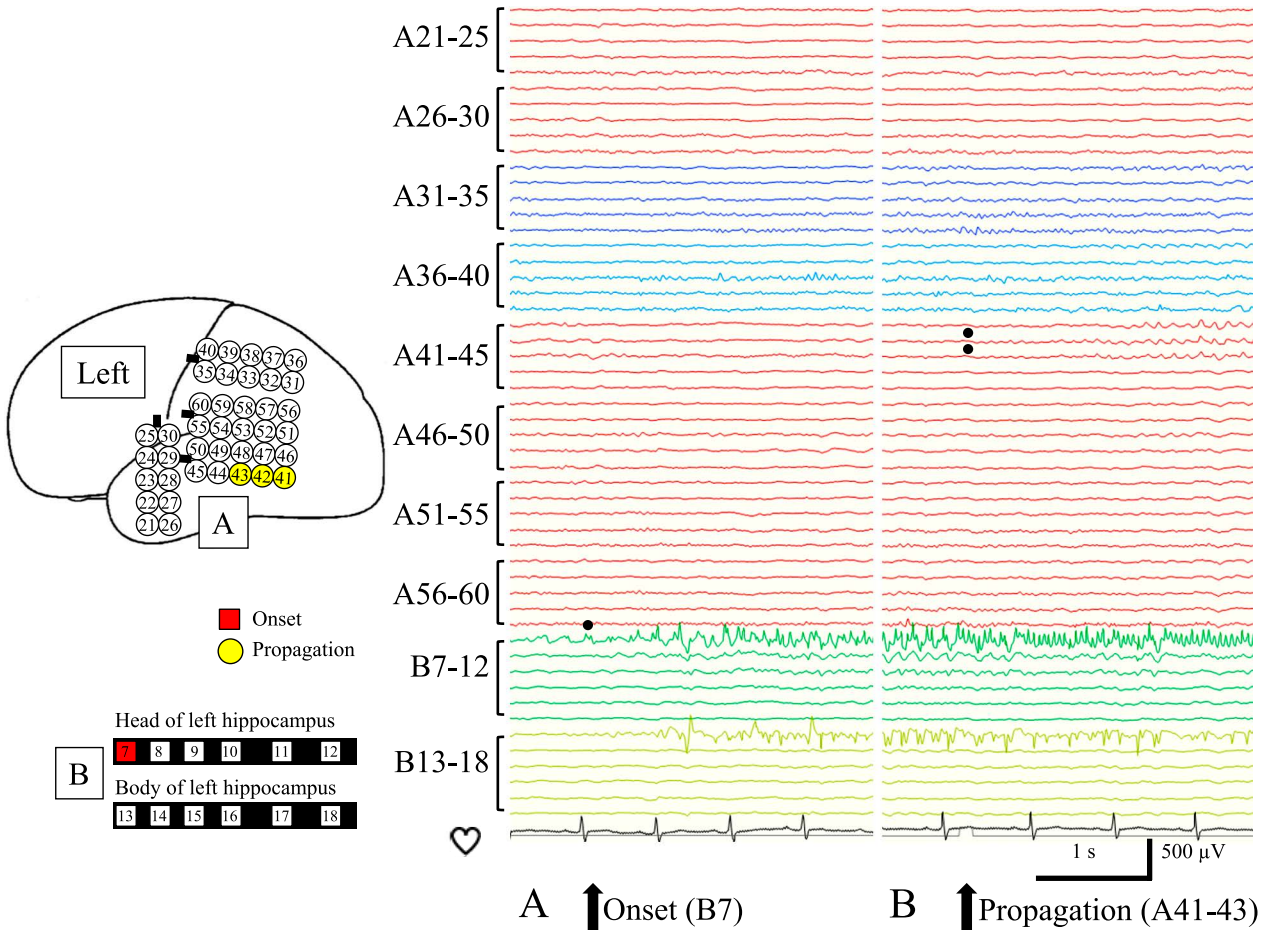 A21-25
A26-30
A31-35
A36-40
A41-45
A46-50
A51-55
A56-60
B7-12
B13-18
Left
40 39 38 37 36
35 34 33 32 31
60 59 58 57 56
55 54 53 52 51
50 49 48 47 46
45 44 43 42 41
25 30
24 29
23 28
22 27
21 26
A
Onset
Propagation
Head of left hippocampus
7 8 9 10 11 12
B
Body of left hippocampus
13 14 15 16 17 18
1 s
500 µV
A Onset (B7)
B Propagation (A41-43)